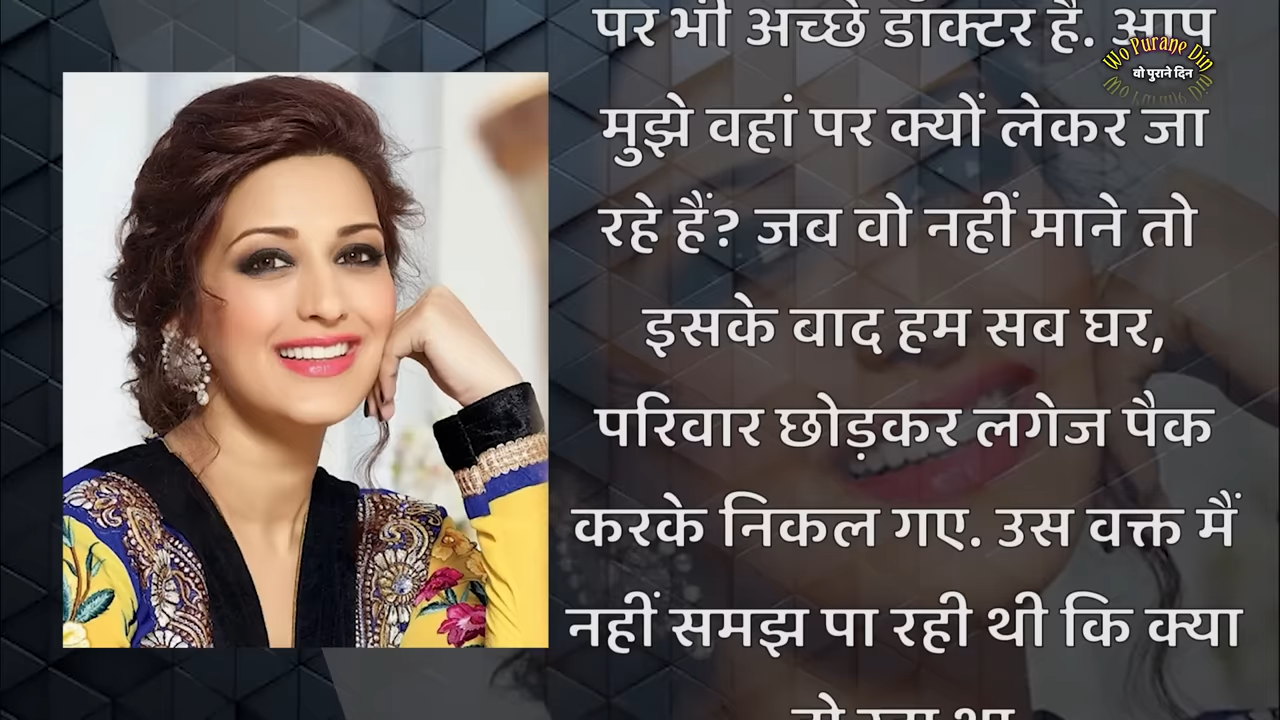 पर भी अच्छे डॉक्टर हैं. आप
मुझे वहां पर क्यों लेकर जा
रहे हैं? जब वो नहीं माने तो
इसके बाद हम सब घर,
परिवार छोड़कर लगेज पैक
करके निकल गए. उस वक्त मैं
नहीं समझ पा रही थी कि क्या
Wo Purane Din
वो पुराने दिन